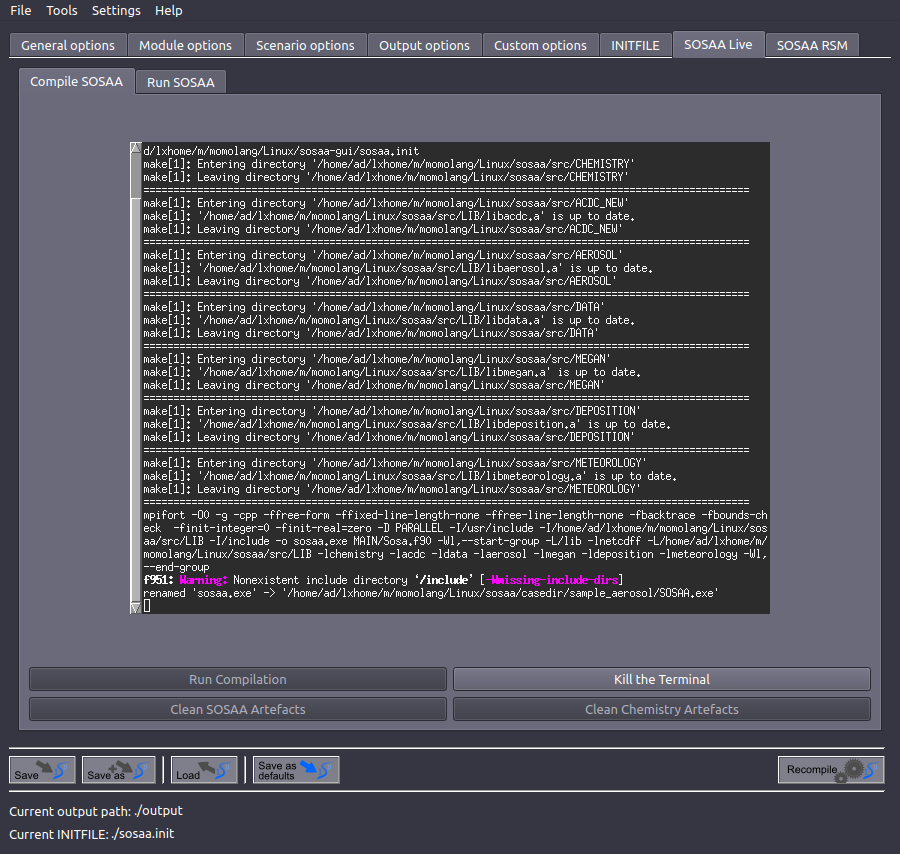 File Tools Settings Help
General options Module options Scenario options Output options Custom options INITFILE SOSAA Live SOSAA RSM
Compile SOSAA Run SOSAA
d/lxhome/m/momolang/Linux/sosaa-gui/sosaa.init
make[1]: Entering directory '/home/ad/lxhome/m/momolang/Linux/sosaa/src/CHEMISTRY'
make[1]: Leaving directory '/home/ad/lxhome/m/momolang/Linux/sosaa/src/CHEMISTRY'
=====================================================================================
make[1]: Entering directory '/home/ad/lxhome/m/momolang/Linux/sosaa/src/ACDC_NEW'
make[1]: '/home/ad/lxhome/m/momolang/Linux/sosaa/src/LIB/libacdc.a' is up to date.
make[1]: Leaving directory '/home/ad/lxhome/m/momolang/Linux/sosaa/src/ACDC_NEW'
=====================================================================================
make[1]: Entering directory '/home/ad/lxhome/m/momolang/Linux/sosaa/src/AEROSOL'
make[1]: '/home/ad/lxhome/m/momolang/Linux/sosaa/src/LIB/libaerosol.a' is up to date.
make[1]: Leaving directory '/home/ad/lxhome/m/momolang/Linux/sosaa/src/AEROSOL'
=====================================================================================
make[1]: Entering directory '/home/ad/lxhome/m/momolang/Linux/sosaa/src/DATA'
make[1]: '/home/ad/lxhome/m/momolang/Linux/sosaa/src/LIB/libdata.a' is up to date.
make[1]: Leaving directory '/home/ad/lxhome/m/momolang/Linux/sosaa/src/DATA'
=====================================================================================
make[1]: Entering directory '/home/ad/lxhome/m/momolang/Linux/sosaa/src/MEGAN'
make[1]: '/home/ad/lxhome/m/momolang/Linux/sosaa/src/LIB/libmegan.a' is up to date.
make[1]: Leaving directory '/home/ad/lxhome/m/momolang/Linux/sosaa/src/MEGAN'
=====================================================================================
make[1]: Entering directory '/home/ad/lxhome/m/momolang/Linux/sosaa/src/DEPOSITION'
make[1]: '/home/ad/lxhome/m/momolang/Linux/sosaa/src/LIB/libdeposition.a' is up to date.
make[1]: Leaving directory '/home/ad/lxhome/m/momolang/Linux/sosaa/src/DEPOSITION'
=====================================================================================
make[1]: Entering directory '/home/ad/lxhome/m/momolang/Linux/sosaa/src/METEOROLOGY'
make[1]: '/home/ad/lxhome/m/momolang/Linux/sosaa/src/LIB/libmeteorology.a' is up to date.
make[1]: Leaving directory '/home/ad/lxhome/m/momolang/Linux/sosaa/src/METEOROLOGY'
=====================================================================================
mpifort -O0 -g -cpp -ffree-form -ffixed-line-length-none -ffree-line-length-none -fbacktrace -fbounds-ch
eck  -finit-integer=0 -finit-real=zero -D PARALLEL -I/usr/include -I/home/ad/lxhome/m/momolang/Linux/sos
aa/src/LIB -I/include -o sosaa.exe MAIN/Sosa.f90 -Wl,--start-group -L/lib -lnetcdff -L/home/ad/lxhome/m/
momolang/Linux/sosaa/src/LIB -lchemistry -lacdc -ldata -laerosol -lmegan -ldeposition -lmeteorology -Wl,
--end-group
f951: Warning: Nonexistent include directory ‘/include’ [-Wmissing-include-dirs]
renamed 'sosaa.exe' -> '/home/ad/lxhome/m/momolang/Linux/sosaa/casedir/sample_aerosol/SOSAA.exe'
Run Compilation Kill the Terminal
Clean SOSAA Artefacts Clean Chemistry Artefacts
Save Save as Load Save as defaults Recompile
Current output path: ./output
Current INITFILE: ./sosaa.init